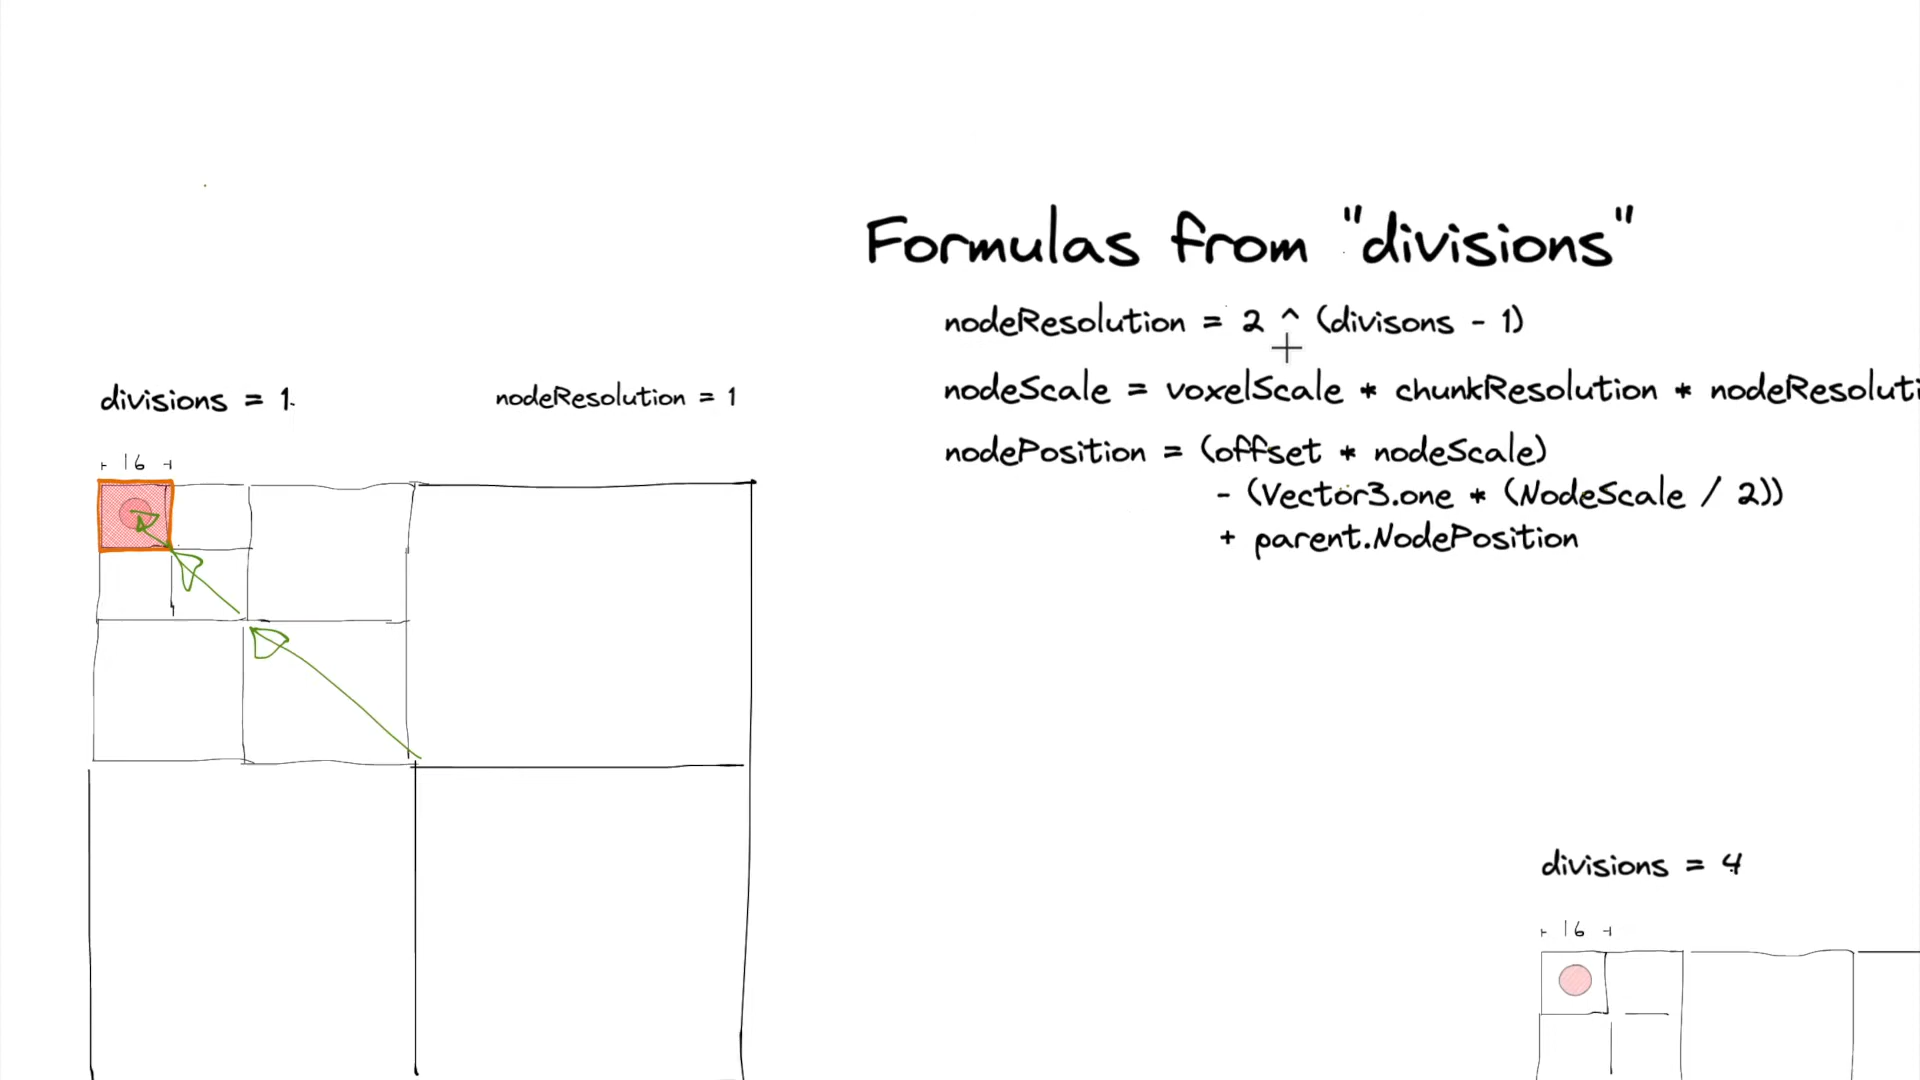 Formulas from "divisions"
nodeResolution = 2 ^ (divisons - 1)
nodeScale = voxelScale * chunkResolution * nodeResoluti
nodePosition = (offset * nodeScale)
- (Vector3.one * (NodeScale / 2))
+ parent.NodePosition
divisions = 1
nodeResolution = 1
16
divisions = 4
16